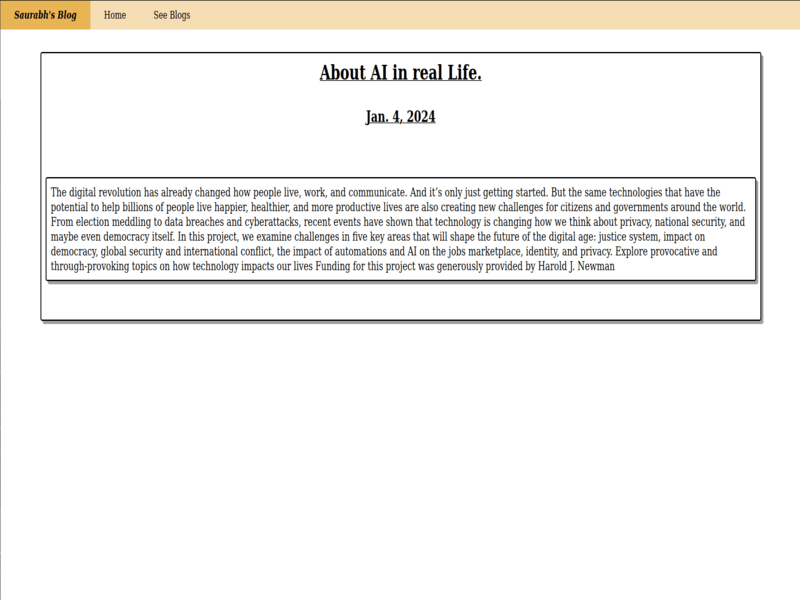 Saurabh's Blog Home See Blogs
About AI in real Life.
Jan. 4, 2024
The digital revolution has already changed how people live, work, and communicate. And it’s only just getting started. But the same technologies that have the
potential to help billions of people live happier, healthier, and more productive lives are also creating new challenges for citizens and governments around the world.
From election meddling to data breaches and cyberattacks, recent events have shown that technology is changing how we think about privacy, national security, and
maybe even democracy itself. In this project, we examine challenges in five key areas that will shape the future of the digital age: justice system, impact on
democracy, global security and international conflict, the impact of automations and AI on the jobs marketplace, identity, and privacy. Explore provocative and
through-provoking topics on how technology impacts our lives Funding for this project was generously provided by Harold J. Newman